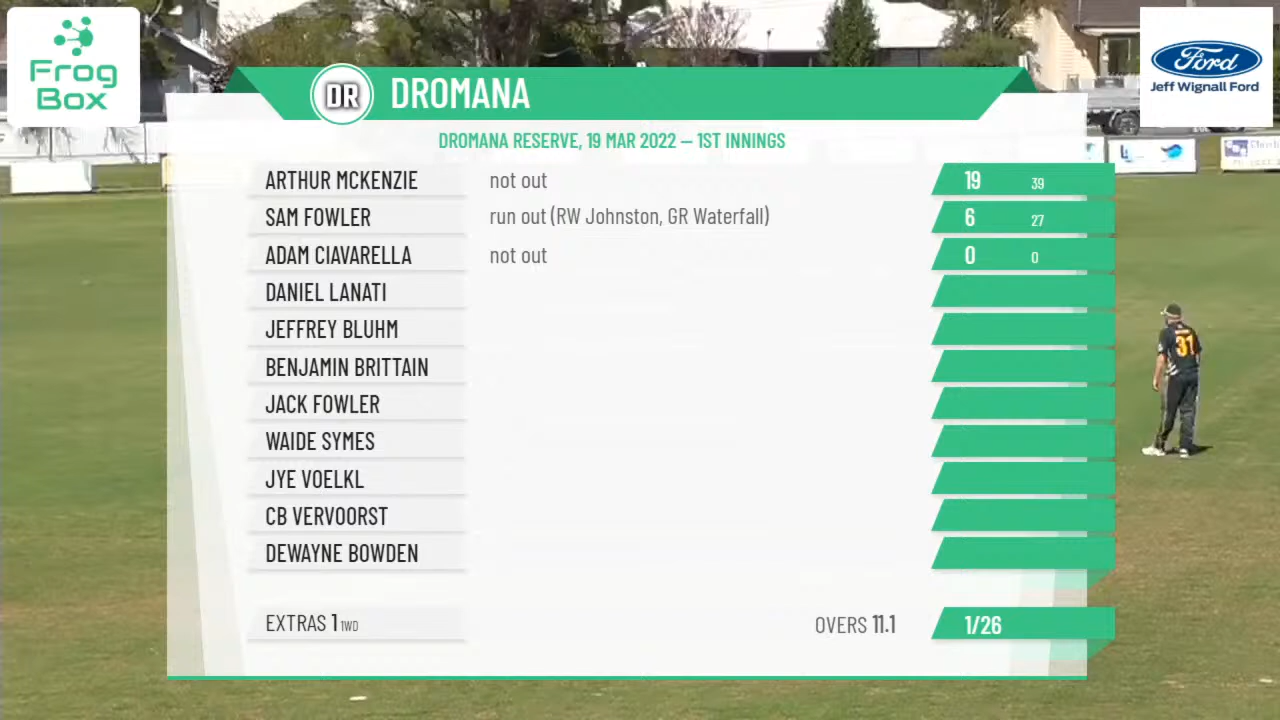 Frog
Box
Ford
Jeff Wignall Ford
DR DROMANA
DROMANA RESERVE, 19 MAR 2022 – 1ST INNINGS
ARTHUR MCKENZIE not out 19 39
SAM FOWLER run out (RW Johnston, GR Waterfall) 6 27
ADAM CIAVARELLA not out 0 0
DANIEL LANATI
JEFFREY BLUHM
BENJAMIN BRITTAIN
JACK FOWLER
WAIDE SYMES
JYE VOELKL
CB VERVOORST
DEWAYNE BOWDEN
EXTRAS 1 1WD OVERS 11.1 1/26
31